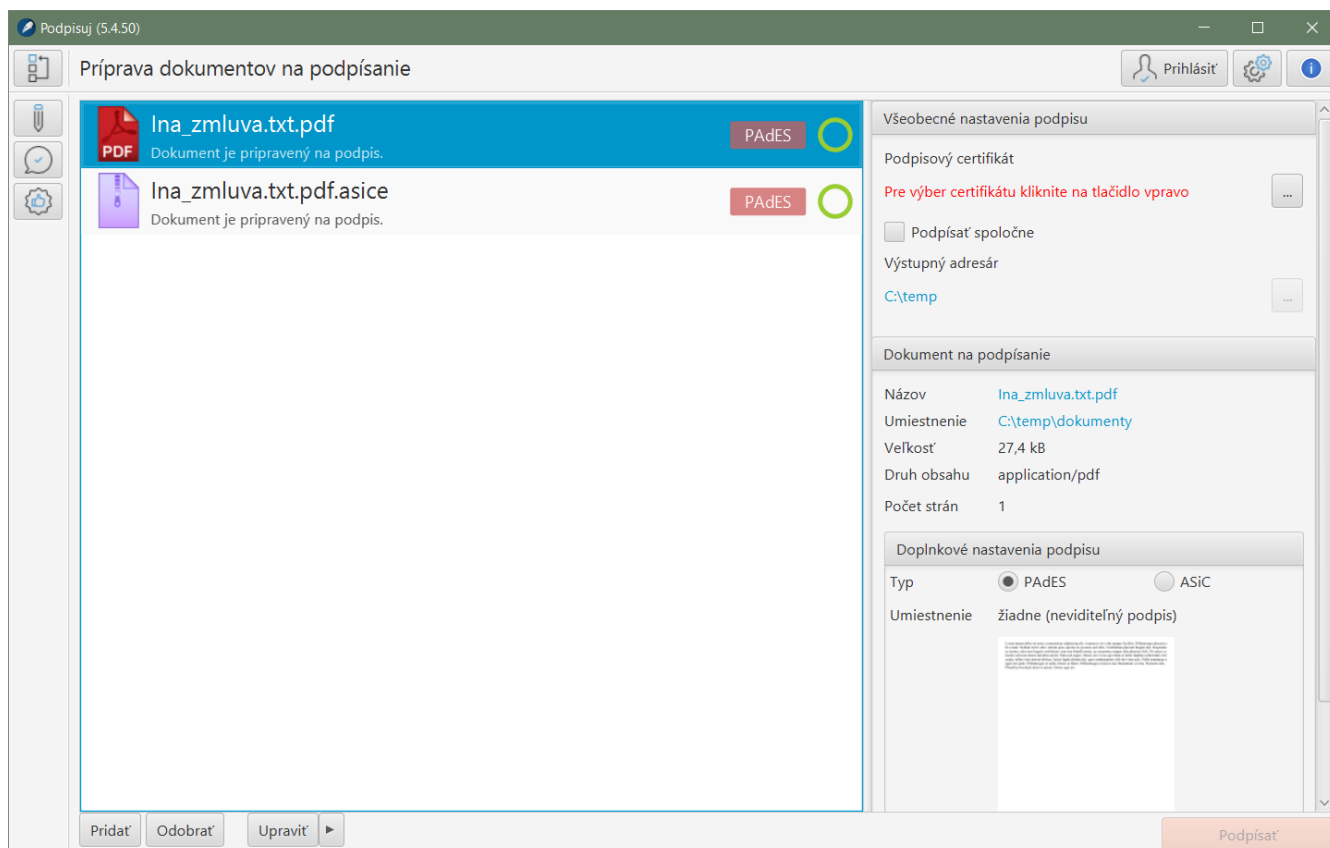 Podpisuj (5.4.50)
Príprava dokumentov na podpísanie
Prihlásiť
Ina_zmluva.txt.pdf
Dokument je pripravený na podpis.
PDF
PAdES
Ina_zmluva.txt.pdf.asice
Dokument je pripravený na podpis.
PAdES
Všeobecné nastavenia podpisu
Podpisový certifikát
Pre výber certifikátu kliknite na tlačidlo vpravo
...
Podpísať spoločne
Výstupný adresár
C:\temp
...
Dokument na podpísanie
Názov Ina_zmluva.txt.pdf
Umiestnenie C:\temp\dokumenty
Veľkosť 27,4 kB
Druh obsahu application/pdf
Počet strán 1
Doplnkové nastavenia podpisu
Typ PAdES ASiC
Umiestnenie žiadne (neviditeľný podpis)
Pridať Odobrať Upraviť
Podpísať